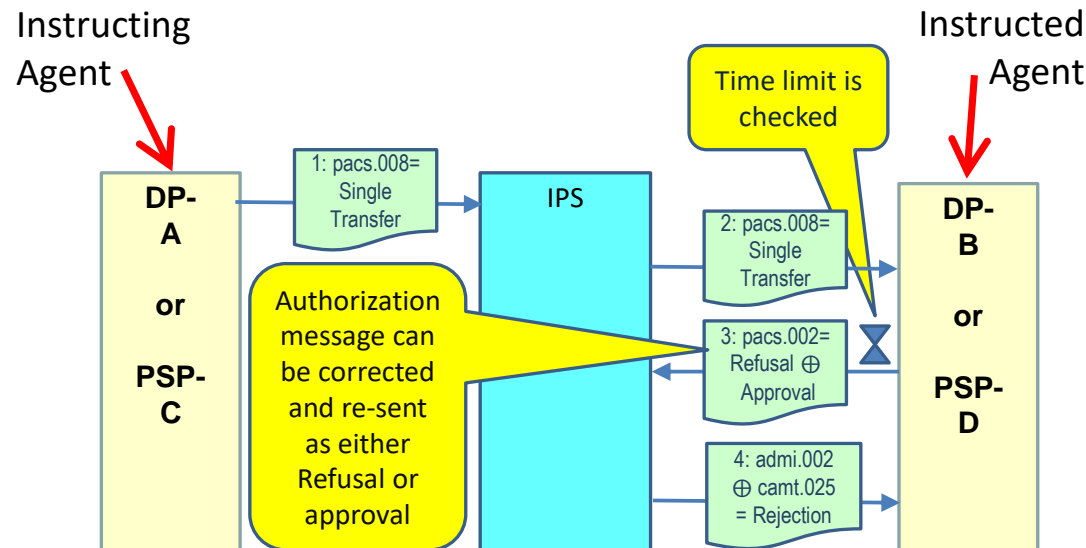 Instructing
Agent
Instructed
Agent
Time limit is
checked
1: pacs.008=
Single
Transfer
DP-
A
or
PSP-
C
IPS
DP-
B
or
PSP-
D
2: pacs.008=
Single
Transfer
Authorization
message can
be corrected
and re-sent
as either
Refusal or
approval
3: pacs.002=
Refusal ⊕
Approval
4: admi.002
⊕ camt.025
= Rejection